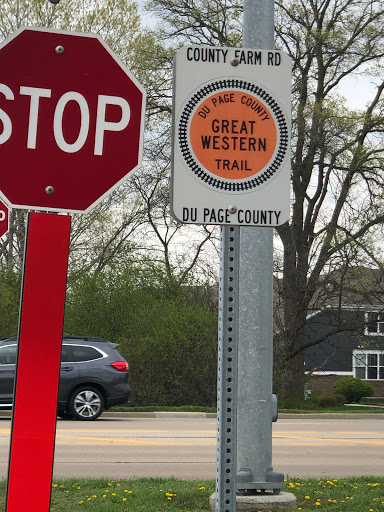 STOP
COUNTY FARM RD
DU PAGE COUNTY
GREAT
WESTERN
TRAIL
DU PAGE COUNTY